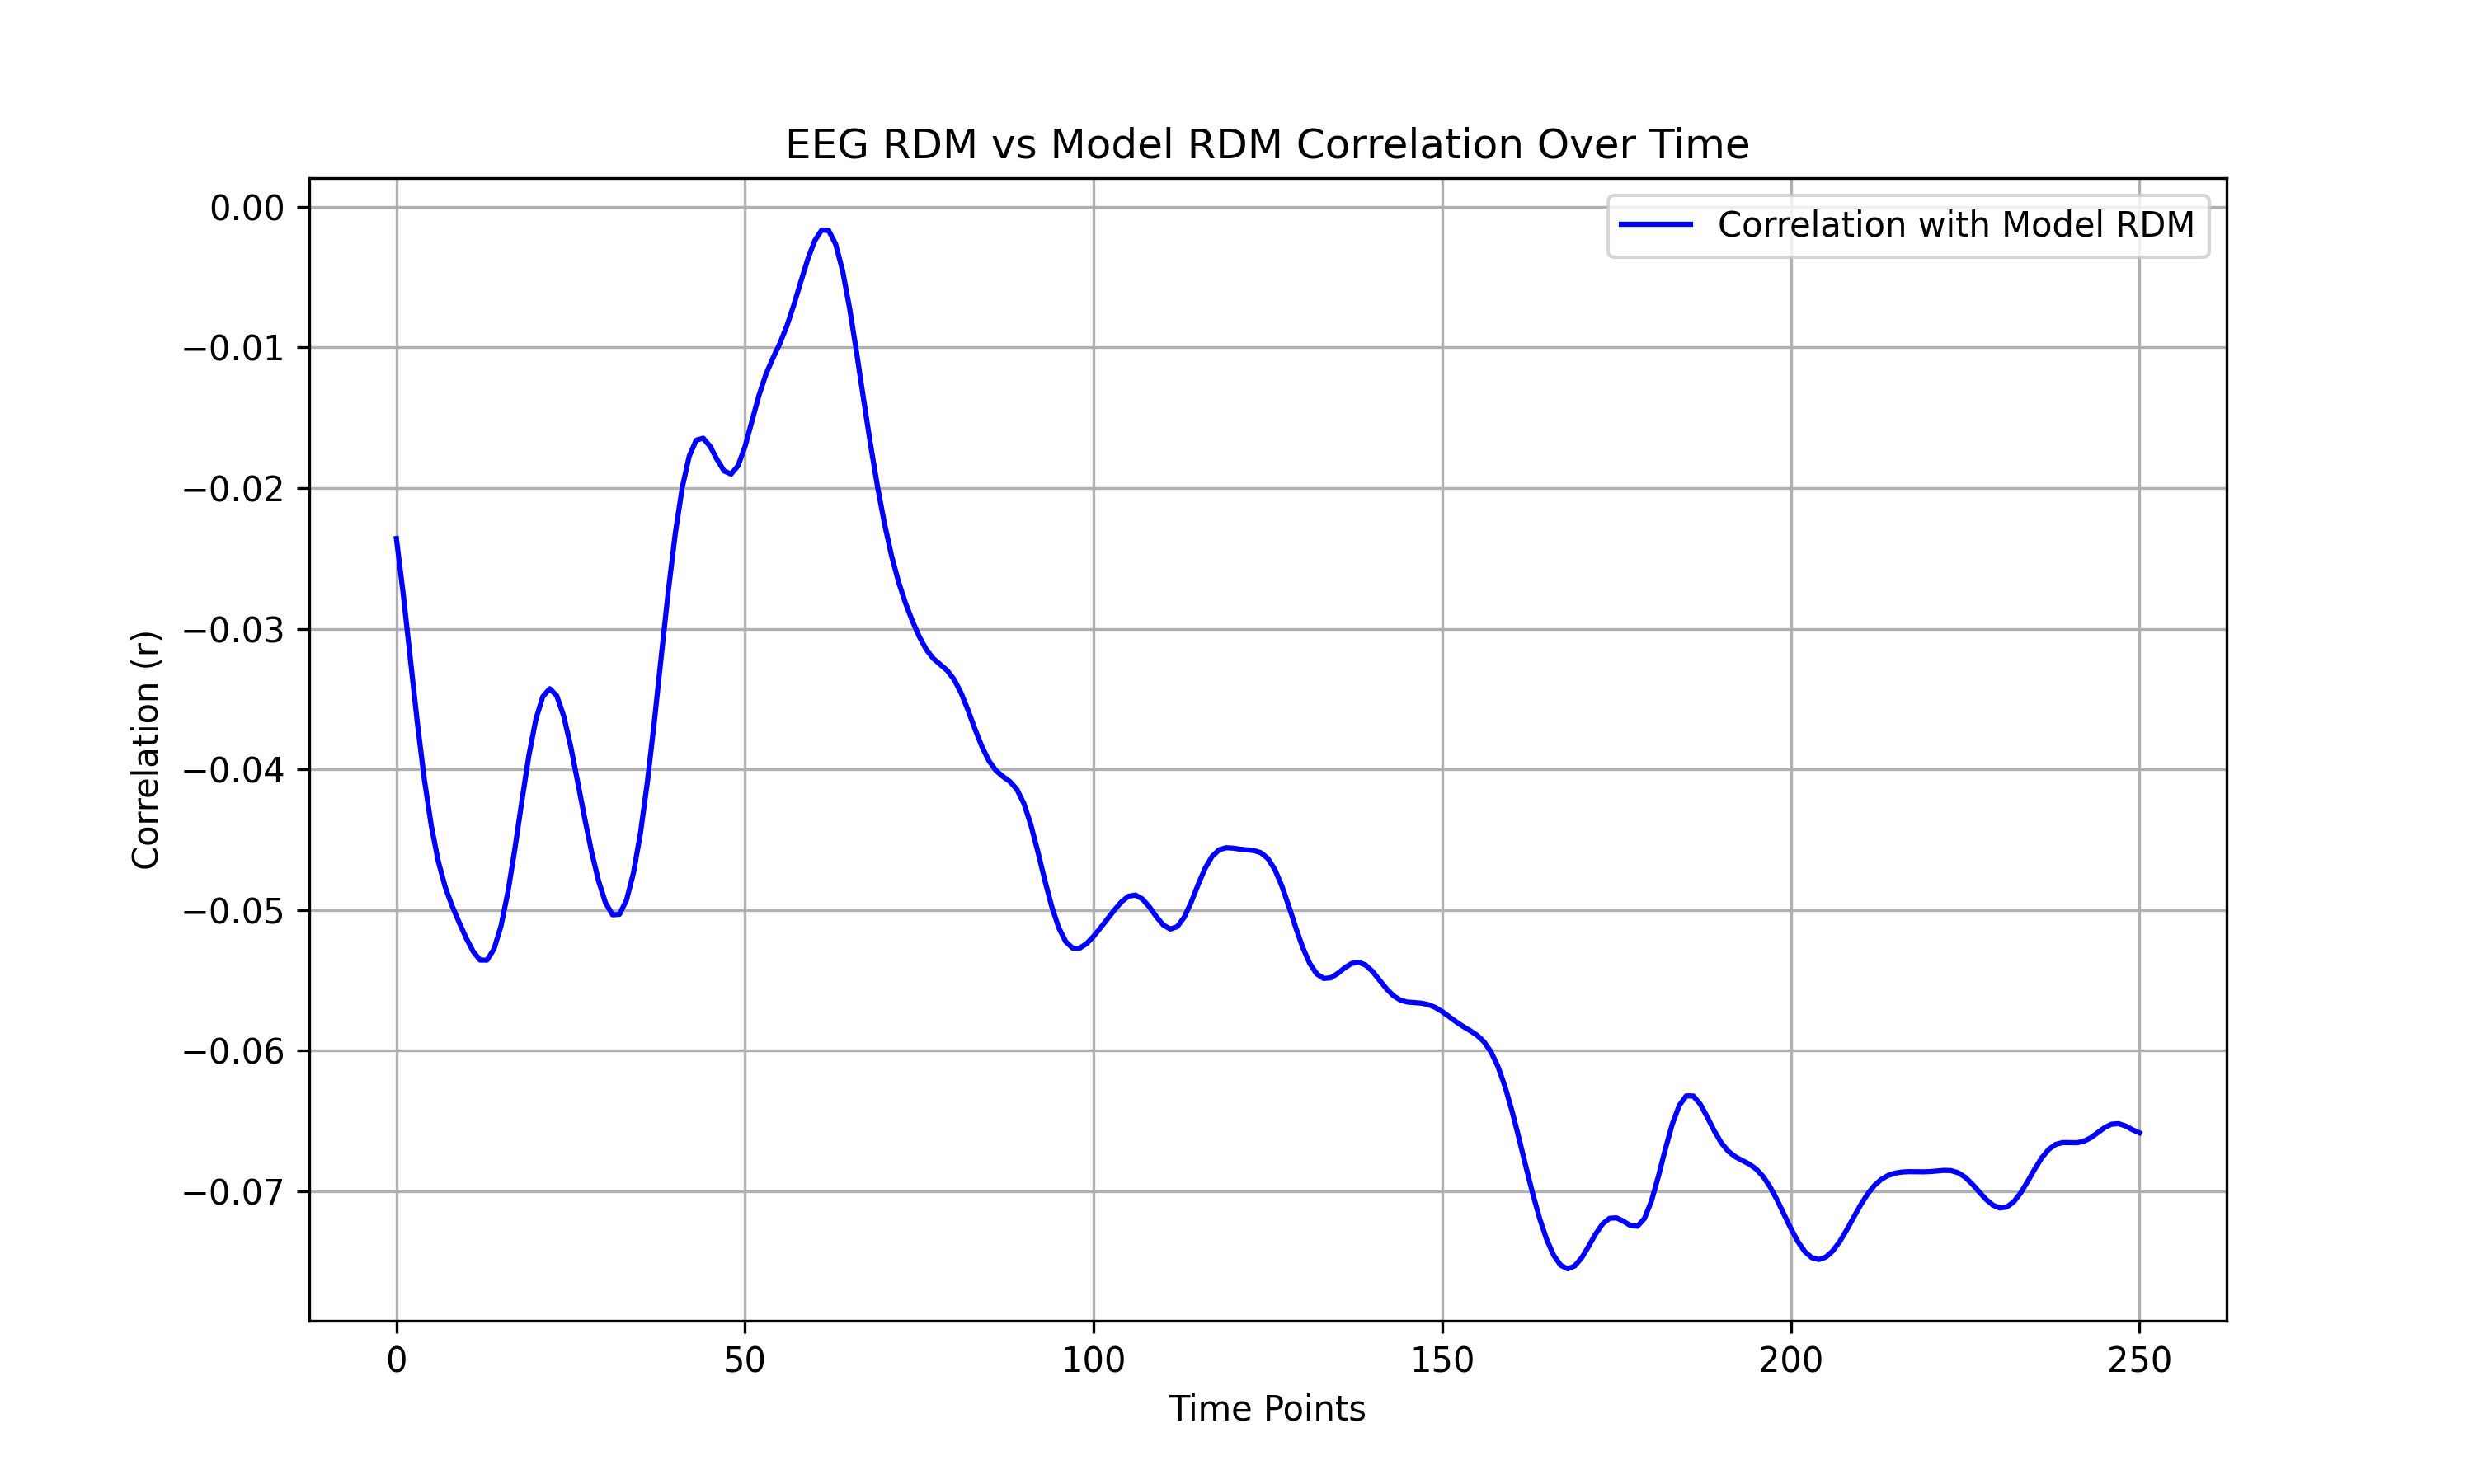 EEG RDM vs Model RDM Correlation Over Time
Correlation with Model RDM
0.00
−0.01
−0.02
−0.03
−0.04
−0.05
−0.06
−0.07
Correlation (r)
0 50 100 150 200 250
Time Points